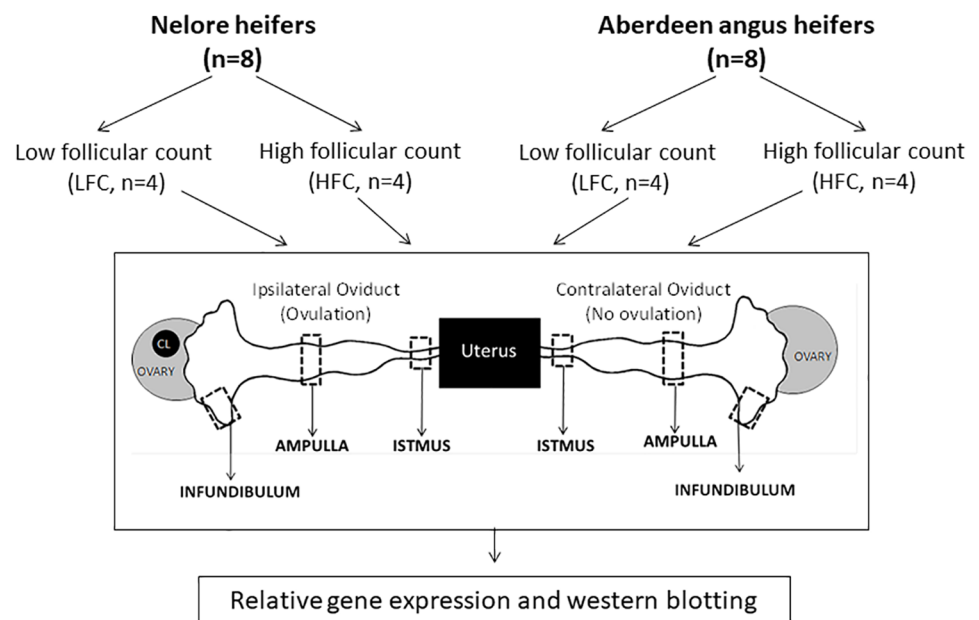 Nelore heifers
(n=8)
Aberdeen angus heifers
(n=8)
Low follicular count
(LFC, n=4)
High follicular count
(HFC, n=4)
Low follicular count
(LFC, n=4)
High follicular count
(HFC, n=4)
Ipsilateral Oviduct
(Ovulation)
Contralateral Oviduct
(No ovulation)
CL
OVARY
Uterus
OVARY
AMPULLA
ISTMUS
ISTMUS
AMPULLA
INFUNDIBULUM
INFUNDIBULUM
Relative gene expression and western blotting